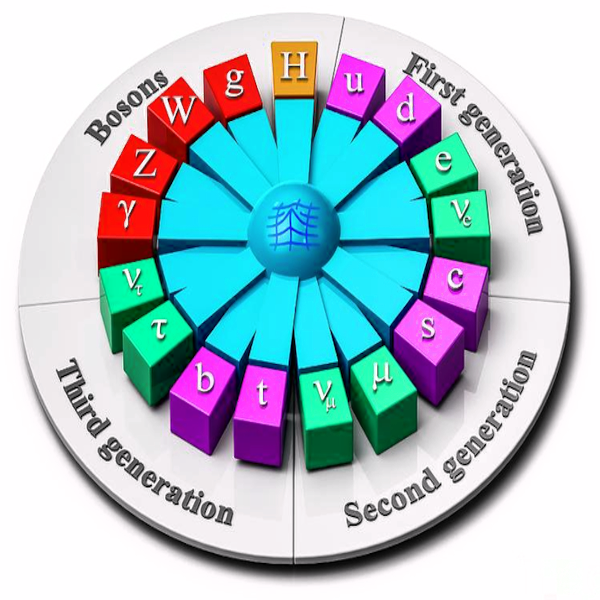 Bosons
First generation
Second generation
Third generation
H
u
d
e
νe
c
s
μ
νμ
t
b
τ
ντ
γ
Z
W
g